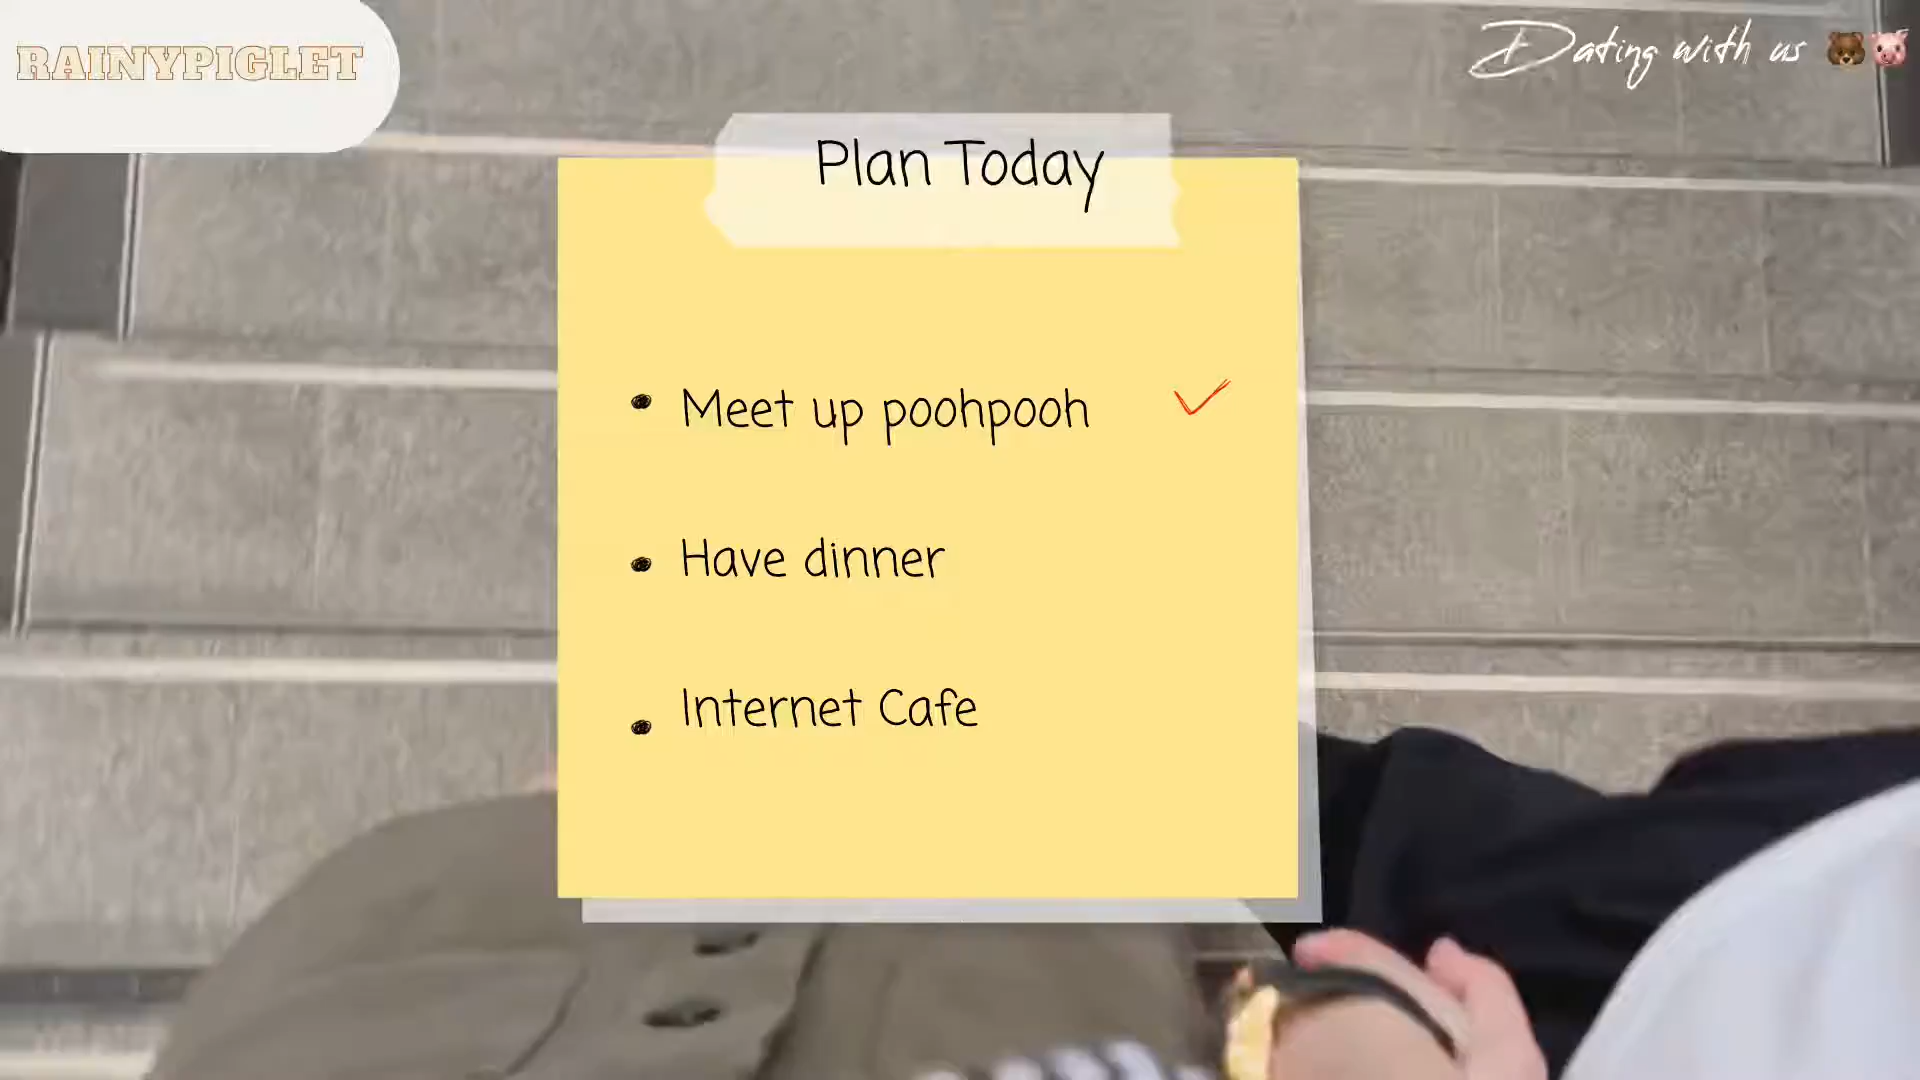 RAINYPIGLET
Dating with us 🐻🐷
Plan Today
Meet up poohpooh
Have dinner
Internet Cafe